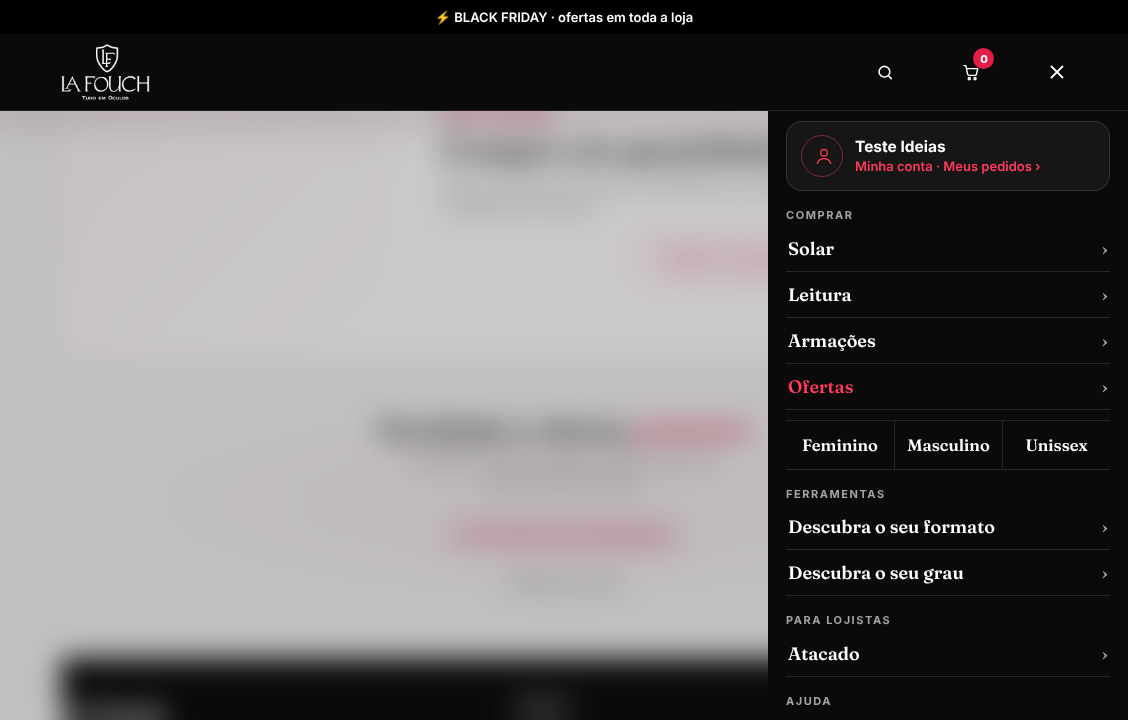 ⚡ BLACK FRIDAY · ofertas em toda a loja
LF
LA FOUCH
Tudo em Óculos
0
Teste Ideias
Minha conta · Meus pedidos ›
COMPRAR
Solar ›
Leitura ›
Armações ›
Ofertas ›
Feminino Masculino Unissex
FERRAMENTAS
Descubra o seu formato ›
Descubra o seu grau ›
PARA LOJISTAS
Atacado ›
AJUDA